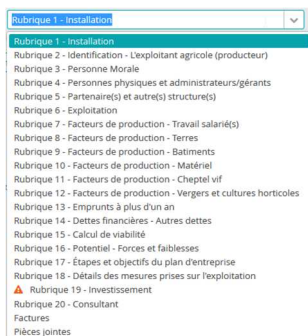 Rubrique 1 - Installation
Rubrique 1 - Installation
Rubrique 2 - Identification - L'exploitant agricole (producteur)
Rubrique 3 - Personne Morale
Rubrique 4 - Personnes physiques et administrateurs/gérants
Rubrique 5 - Partenaire(s) et autre(s) structure(s)
Rubrique 6 - Exploitation
Rubrique 7 - Facteurs de production - Travail salarié(s)
Rubrique 8 - Facteurs de production - Terres
Rubrique 9 - Facteurs de production - Batiments
Rubrique 10 - Facteurs de production - Matériel
Rubrique 11 - Facteurs de production - Cheptel vif
Rubrique 12 - Facteurs de production - Vergers et cultures horticoles
Rubrique 13 - Emprunts à plus d'un an
Rubrique 14 - Dettes financières - Autres dettes
Rubrique 15 - Calcul de viabilité
Rubrique 16 - Potentiel - Forces et faiblesses
Rubrique 17 - Étapes et objectifs du plan d'entreprise
Rubrique 18 - Détails des mesures prises sur l'exploitation
Rubrique 19 - Investissement
Rubrique 20 - Consultant
Factures
Pièces jointes